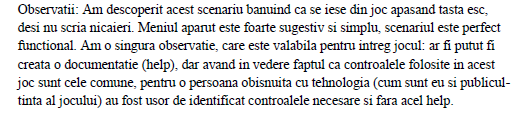 Observatii: Am descoperit acest scenariu banuind ca se iese din joc apasand tasta esc,
desi nu scria nicaieri. Meniul aparut este foarte sugestiv si simplu, scenariul este perfect
functional. Am o singura observatie, care este valabila pentru intreg jocul: ar fi putut fi
creata o documentatie (help), dar avand in vedere faptul ca controalele folosite in acest
joc sunt cele comune, pentru o persoana obisnuita cu tehnologia (cum sunt eu si publicul-
tinta al jocului) au fost usor de identificat controalele necesare si fara acel help.